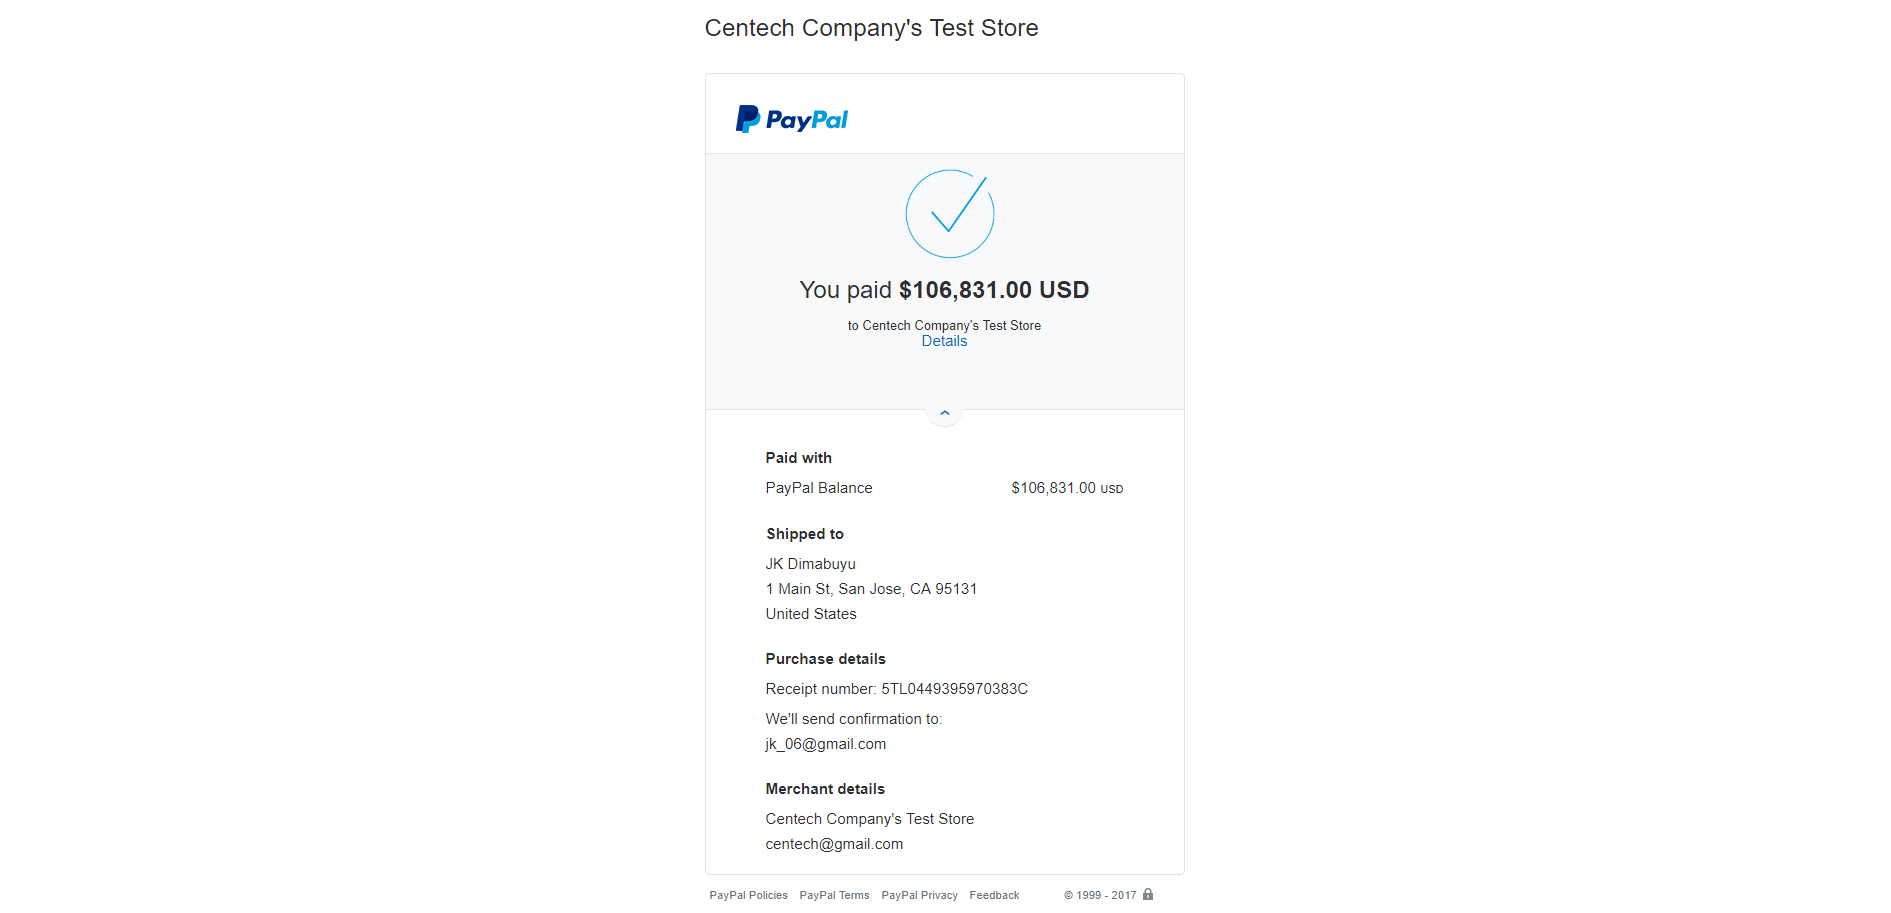 Centech Company's Test Store
PayPal
You paid $106,831.00 USD
to Centech Company's Test Store
Details
Paid with
PayPal Balance $106,831.00 USD
Shipped to
JK Dimabuyu
1 Main St, San Jose, CA 95131
United States
Purchase details
Receipt number: 5TL0449395970383C
We'll send confirmation to:
jk_06@gmail.com
Merchant details
Centech Company's Test Store
centech@gmail.com
PayPal Policies PayPal Terms PayPal Privacy Feedback © 1999 - 2017